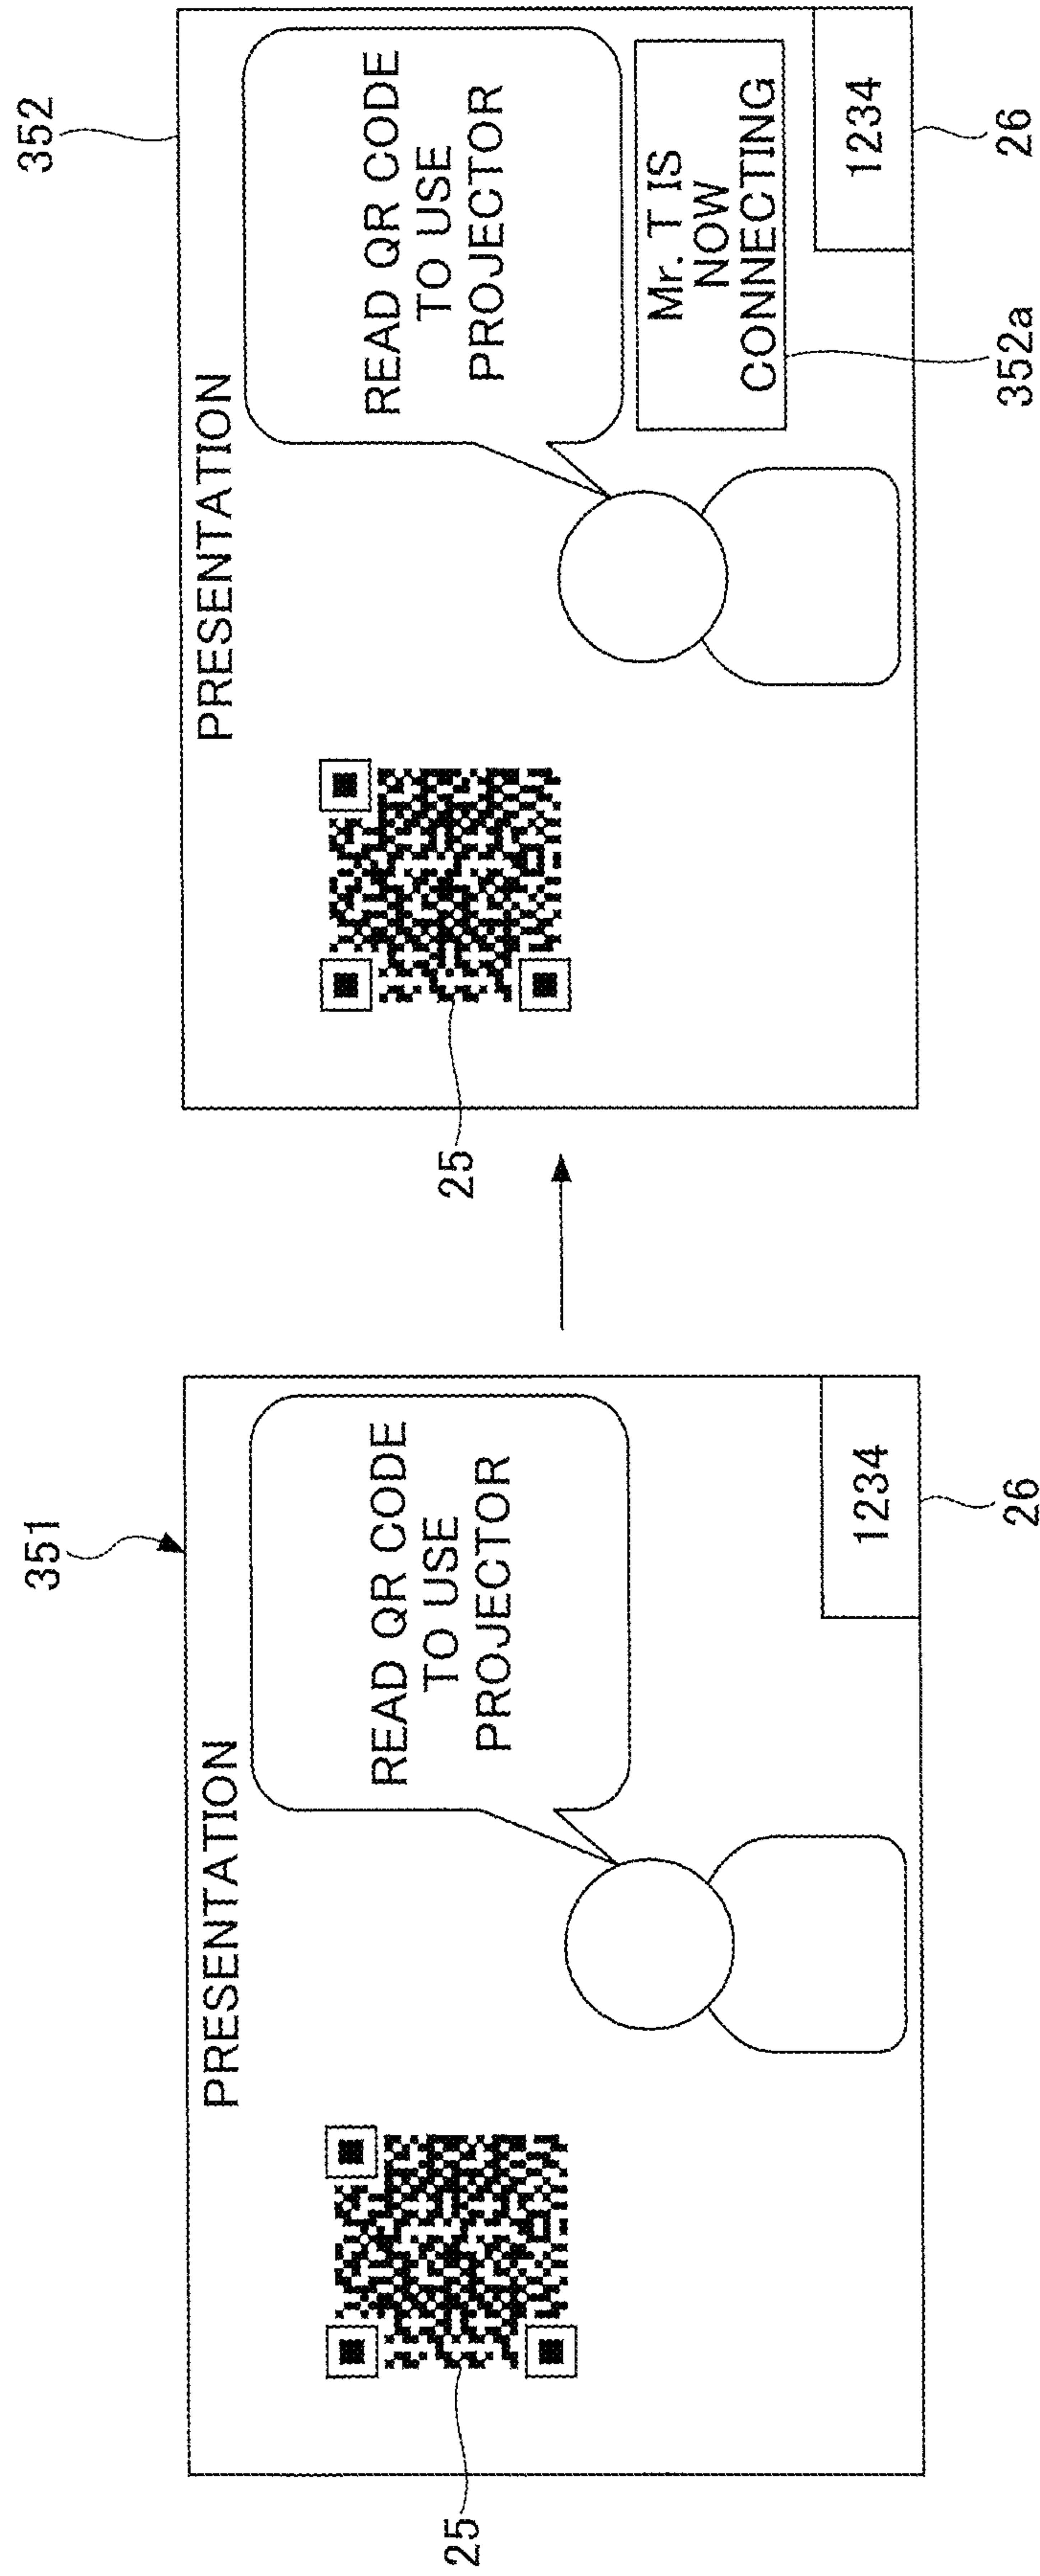 351
PRESENTATION
READ QR CODE
TO USE
PROJECTOR
1234
25
26
352
PRESENTATION
READ QR CODE
TO USE
PROJECTOR
Mr. T IS
NOW
CONNECTING
1234
25
352a
26